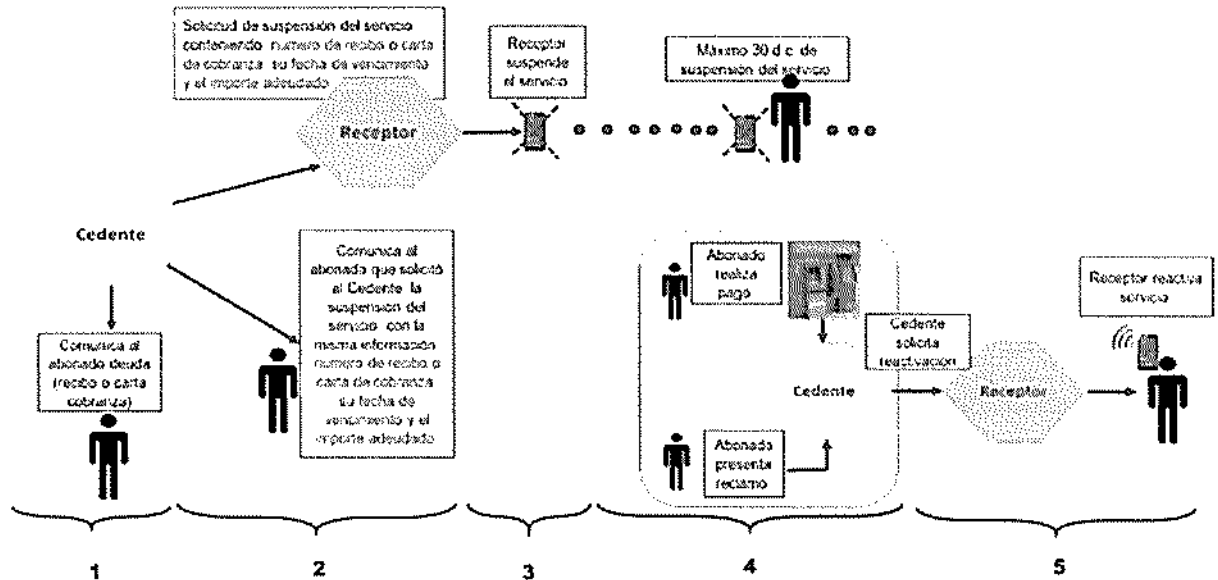 Solicitud de suspensión del servicio
conteniendo numero de recibo o carta
de cobranza su fecha de vencimiento
y el importe adeudado
Receptor
Receptor
suspende
el servicio
Máximo 30 d.c. de
suspensión del servicio
Cedente
Comunica al
abonado deuda
(recibo o carta
cobranza)
Comunica al
abonado que solicitó
al Cedente la
suspensión del
servicio con la
misma información
numero de recibo o
carta de cobranza
su fecha de
vencimiento y el
importe adeudado
Abonado
realiza
pago
Cedente
solicita
reactivación
Cedente
Abonado
presenta
reclamo
Receptor
Receptor reactiva
servicio
1
2
3
4
5